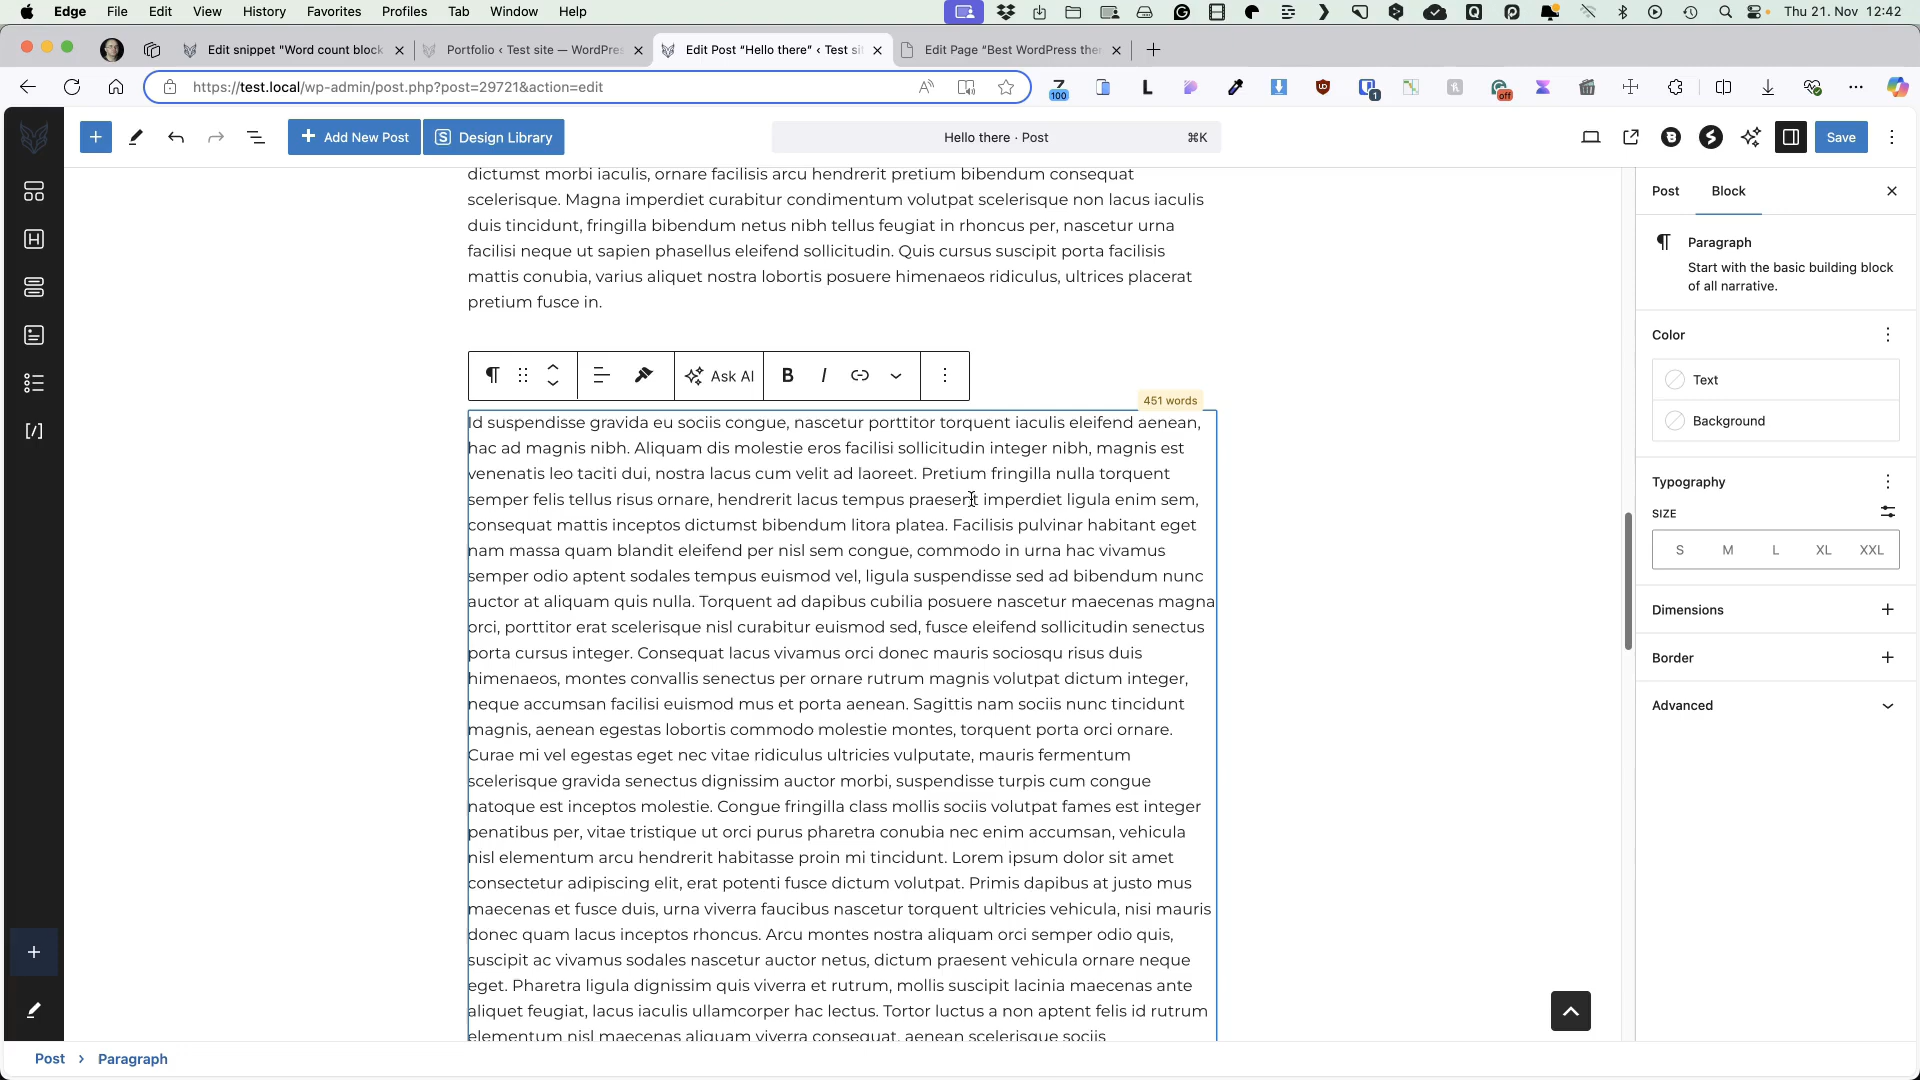 Edge File Edit View History Favorites Profiles Tab Window Help Thu 21. Nov 12:42
Edit snippet "Word count block
Portfolio ‹ Test site — WordPres
Edit Post "Hello there" ‹ Test sit
Edit Page "Best WordPress ther
https://test.local/wp-admin/post.php?post=29721&action=edit
100
1
off
Add New Post
Design Library
Hello there · Post
⌘K
Save
dictumst morbi iaculis, ornare facilisis arcu hendrerit pretium bibendum consequat
scelerisque. Magna imperdiet curabitur condimentum volutpat scelerisque non lacus iaculis
duis tincidunt, fringilla bibendum netus nibh tellus feugiat in rhoncus per, nascetur urna
facilisi neque ut sapien phasellus eleifend sollicitudin. Quis cursus suscipit porta facilisis
mattis conubia, varius aliquet nostra lobortis posuere himenaeos ridiculus, ultrices placerat
pretium fusce in.
Ask AI
B
I
451 words
Id suspendisse gravida eu sociis congue, nascetur porttitor torquent iaculis eleifend aenean,
hac ad magnis nibh. Aliquam dis molestie eros facilisi sollicitudin integer nibh, magnis est
venenatis leo taciti dui, nostra lacus cum velit ad laoreet. Pretium fringilla nulla torquent
semper felis tellus risus ornare, hendrerit lacus tempus praesent imperdiet ligula enim sem,
consequat mattis inceptos dictumst bibendum litora platea. Facilisis pulvinar habitant eget
nam massa quam blandit eleifend per nisl sem congue, commodo in urna hac vivamus
semper odio aptent sodales tempus euismod vel, ligula suspendisse sed ad bibendum nunc
auctor at aliquam quis nulla. Torquent ad dapibus cubilia posuere nascetur maecenas magna
orci, porttitor erat scelerisque nisl curabitur euismod sed, fusce eleifend sollicitudin senectus
porta cursus integer. Consequat lacus vivamus orci donec mauris sociosqu risus duis
himenaeos, montes convallis senectus per ornare rutrum magnis volutpat dictum integer,
neque accumsan facilisi euismod mus et porta aenean. Sagittis nam sociis nunc tincidunt
magnis, aenean egestas lobortis commodo molestie montes, torquent porta orci ornare.
Curae mi vel egestas eget nec vitae ridiculus ultricies vulputate, mauris fermentum
scelerisque gravida senectus dignissim auctor morbi, suspendisse turpis cum congue
natoque est inceptos molestie. Congue fringilla class mollis sociis volutpat fames est integer
penatibus per, vitae tristique ut orci purus pharetra conubia nec enim accumsan, vehicula
nisl elementum arcu hendrerit habitasse proin mi tincidunt. Lorem ipsum dolor sit amet
consectetur adipiscing elit, erat potenti fusce dictum volutpat. Primis dapibus at justo mus
maecenas et fusce duis, urna viverra faucibus nascetur torquent ultricies vehicula, nisi mauris
donec quam lacus inceptos rhoncus. Arcu montes nostra aliquam orci semper odio quis,
suscipit ac vivamus sodales nascetur auctor netus, dictum praesent vehicula ornare neque
eget. Pharetra ligula dignissim quis viverra et rutrum, mollis suscipit lacinia maecenas ante
aliquet feugiat, lacus iaculis ullamcorper hac lectus. Tortor luctus a non aptent felis id rutrum
elementum nisl maecenas aliquam viverra consequat, aenean scelerisque sociis
Post
Block
Paragraph
Start with the basic building block
of all narrative.
Color
Text
Background
Typography
SIZE
S M L XL XXL
Dimensions
Border
Advanced
Post › Paragraph